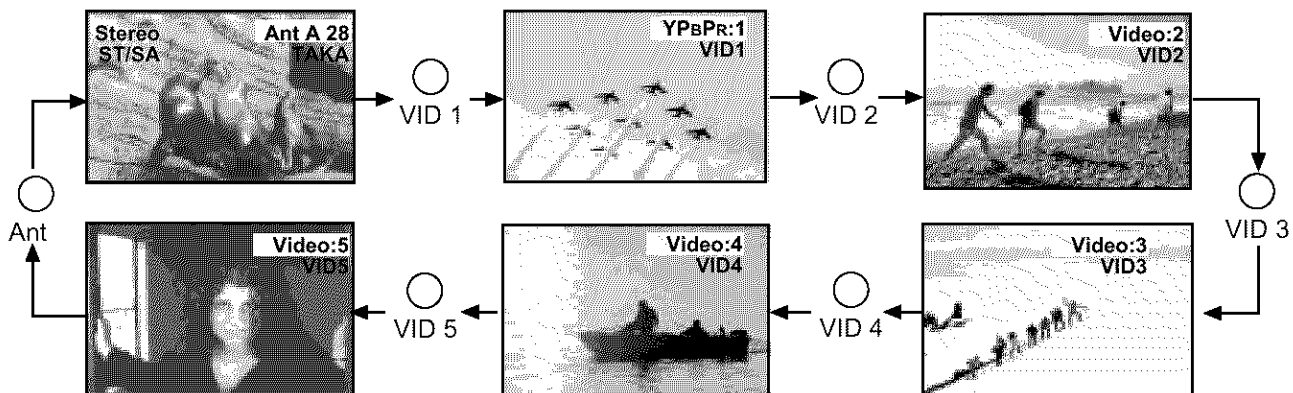 Stereo
ST/SA
Ant A 28
TAKA
VID 1
YPBPR:1
VID1
VID 2
Video:2
VID2
VID 3
Video:3
VID3
VID 4
Video:4
VID4
VID 5
Video:5
VID5
Ant